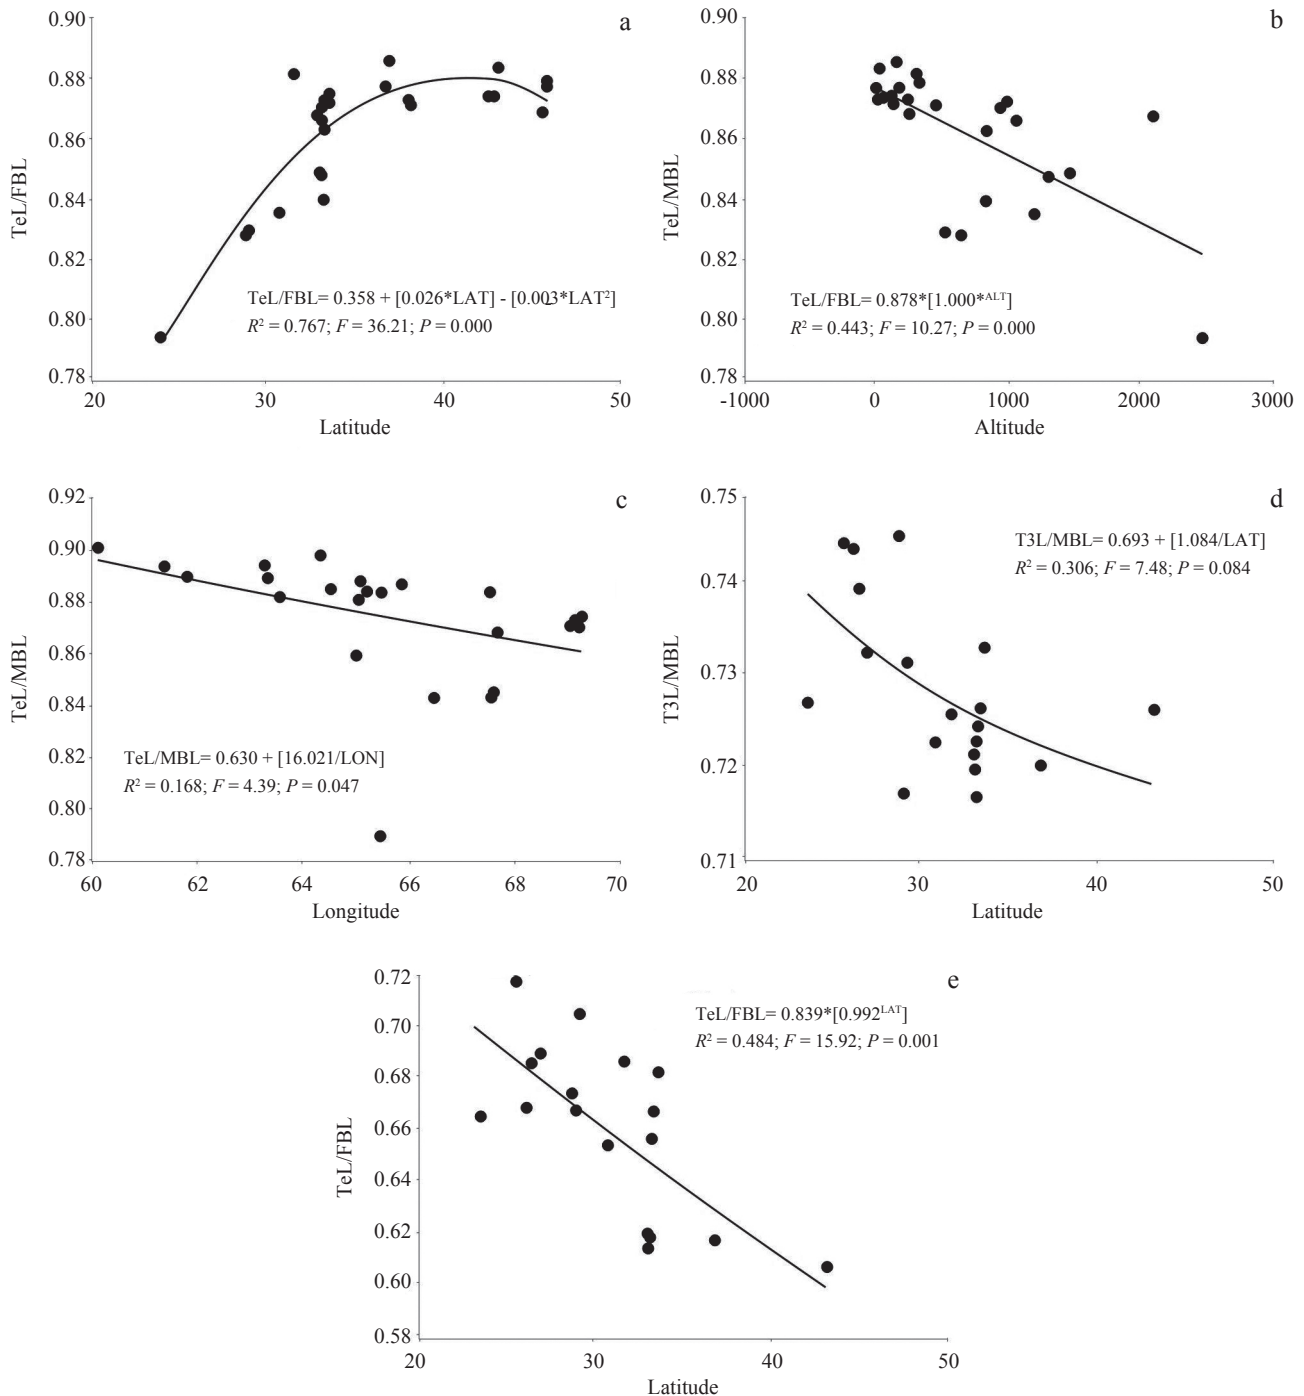 a
0.90
0.88
0.86
0.84
0.82
0.80
0.78
TeL/FBL
TeL/FBL= 0.358 + [0.026*LAT] - [0.003*LAT²]
R² = 0.767; F = 36.21; P = 0.000
20 30 40 50
Latitude
b
0.90
0.88
0.86
0.84
0.82
0.80
0.78
TeL/MBL
TeL/FBL= 0.878*[1.000*ᴬᴸᵀ]
R² = 0.443; F = 10.27; P = 0.000
-1000 0 1000 2000 3000
Altitude
c
0.92
0.90
0.88
0.86
0.84
0.82
0.80
0.78
TeL/MBL
TeL/MBL= 0.630 + [16.021/LON]
R² = 0.168; F = 4.39; P = 0.047
60 62 64 66 68 70
Longitude
d
0.75
0.74
0.73
0.72
0.71
T3L/MBL
T3L/MBL= 0.693 + [1.084/LAT]
R² = 0.306; F = 7.48; P = 0.084
20 30 40 50
Latitude
e
0.72
0.70
0.68
0.66
0.64
0.62
0.60
0.58
TeL/FBL
TeL/FBL= 0.839*[0.992ᴸᴬᵀ]
R² = 0.484; F = 15.92; P = 0.001
20 30 40 50
Latitude